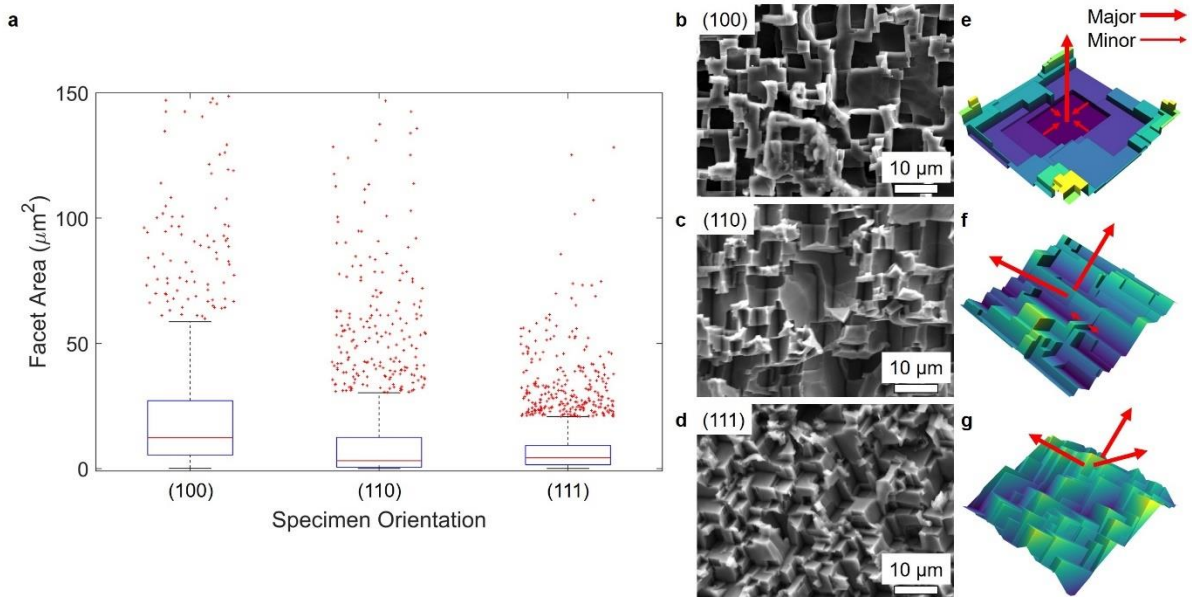 a
150
100
50
0
Facet Area (μm²)
(100)
(110)
(111)
Specimen Orientation
b (100)
10 μm
c (110)
10 μm
d (111)
10 μm
e
Major
Minor
f
g